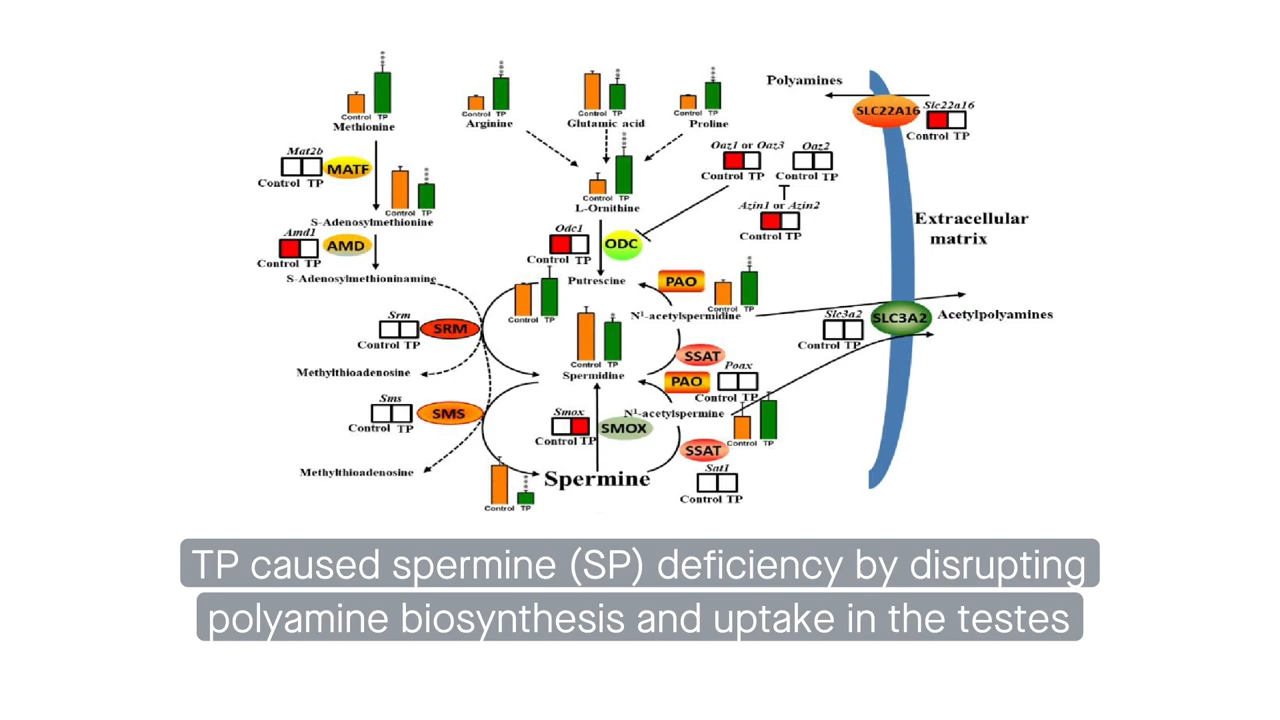 Polyamines
SLC22A16
Slc22a16
Control TP
Control TP
Methionine
Control TP
Arginine
Control TP
Glutamic acid
Control TP
Proline
Mat2b
MATF
Control TP
Control TP
S-Adenosylmethionine
Control TP
L-Ornithine
Oaz1 or Oaz3
Control TP
Oaz2
Control TP
Azin1 or Azin2
Control TP
Extracellular
matrix
Amd1
AMD
Control TP
S-Adenosylmethioninamine
Odc1
ODC
Control TP
Putrescine
Control TP
PAO
Control TP
N¹-acetylspermidine
Slc3a2
Control TP
SLC3A2
Acetylpolyamines
Srm
SRM
Control TP
Methylthioadenosine
Control TP
Spermidine
SSAT
PAO
Poax
Control TP
Sms
SMS
Control TP
Methylthioadenosine
Smox
SMOX
Control TP
N¹-acetylspermine
Control TP
SSAT
Sat1
Control TP
Spermine
Control TP
TP caused spermine (SP) deficiency by disrupting
polyamine biosynthesis and uptake in the testes